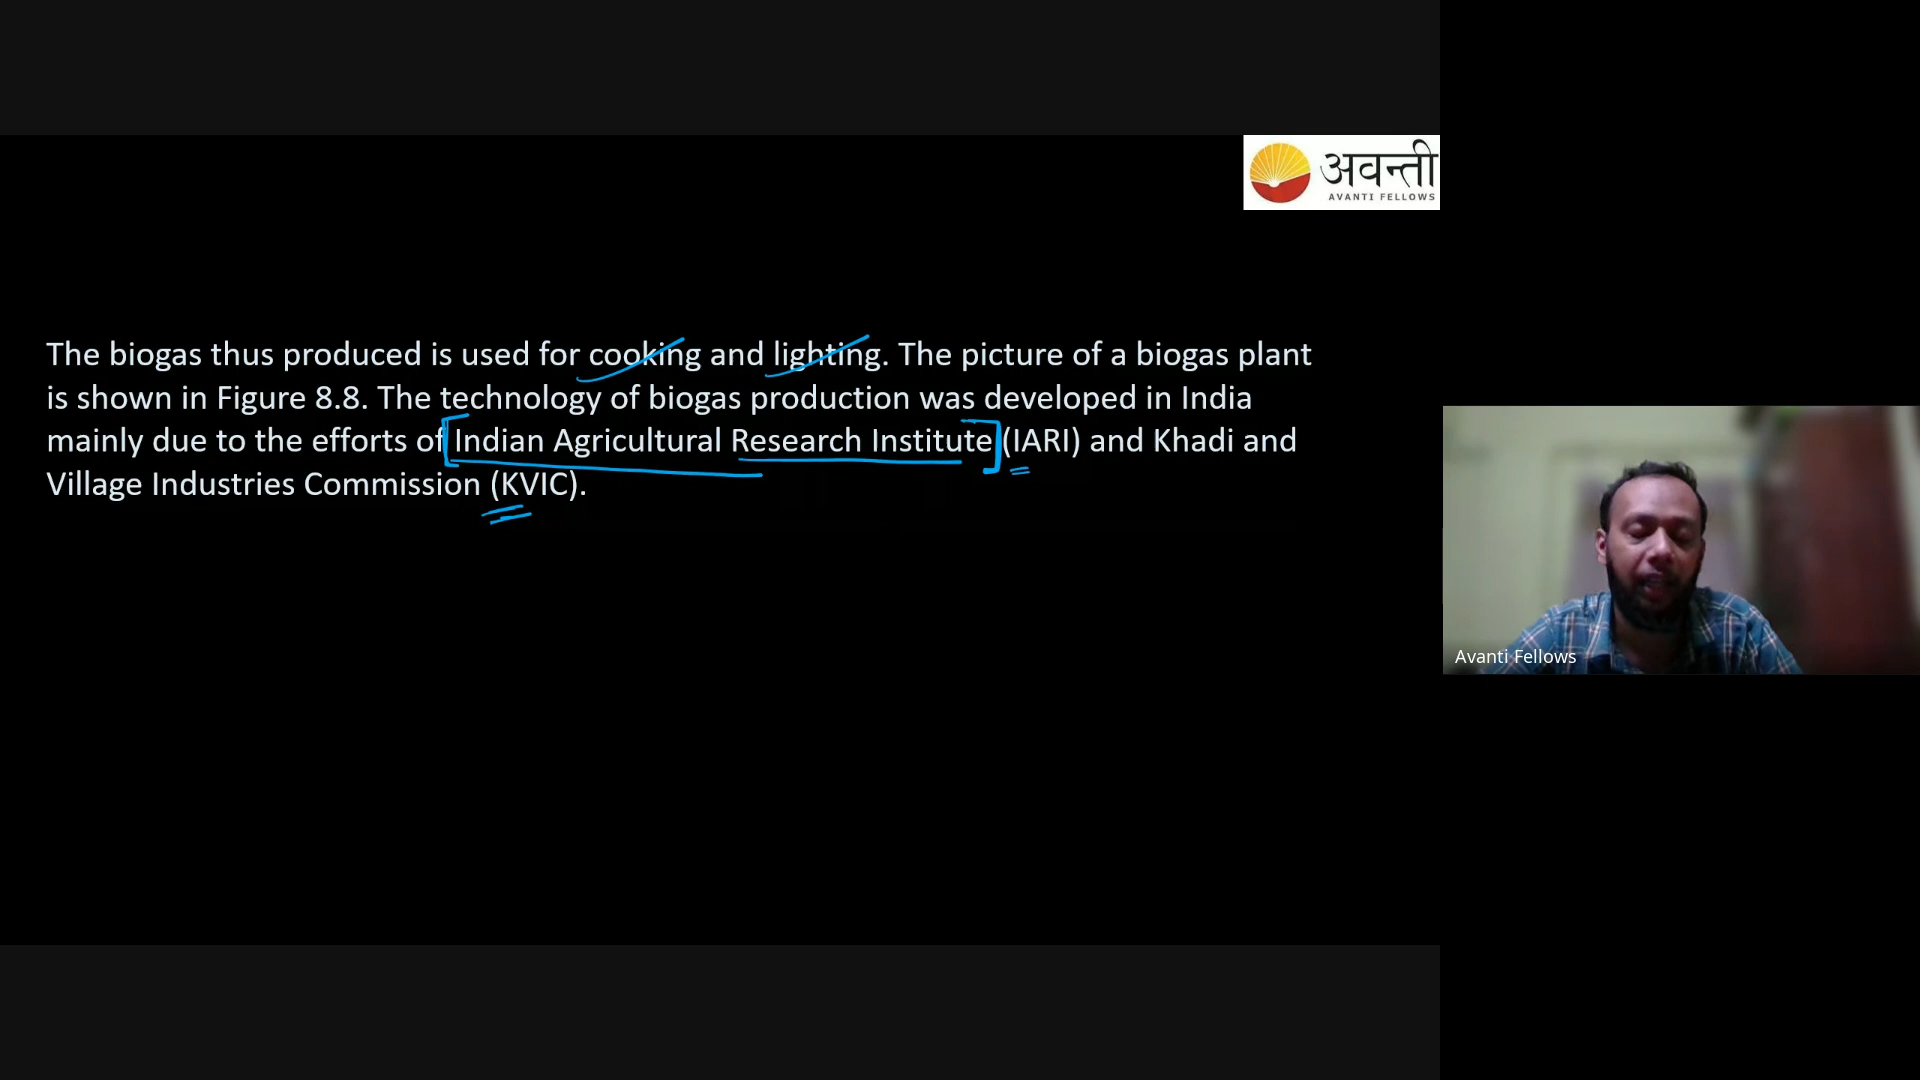 अवन्ती
AVANTI FELLOWS
The biogas thus produced is used for cooking and lighting. The picture of a biogas plant
is shown in Figure 8.8. The technology of biogas production was developed in India
mainly due to the efforts of Indian Agricultural Research Institute (IARI) and Khadi and
Village Industries Commission (KVIC).
Avanti Fellows